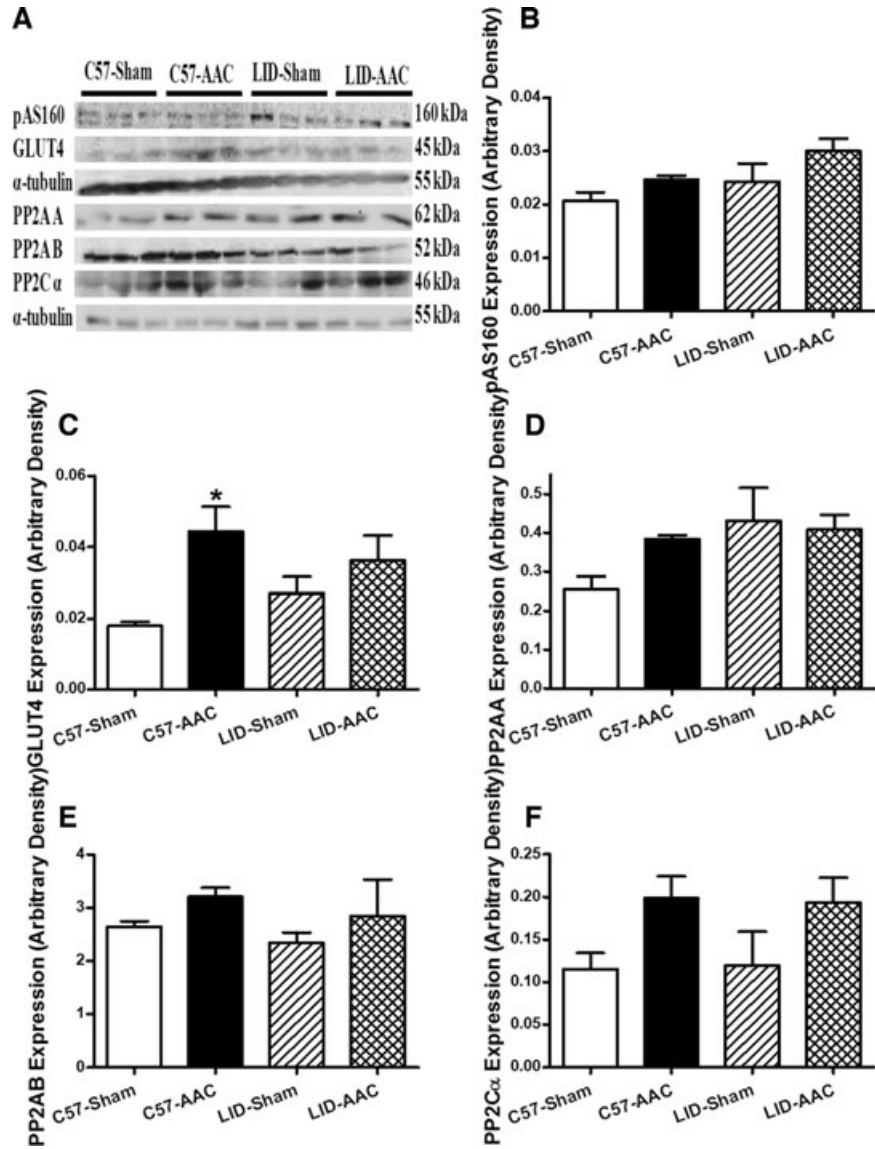 A
C57-Sham C57-AAC LID-Sham LID-AAC
pAS160 160 kDa
GLUT4 45 kDa
α-tubulin 55 kDa
PP2AA 62 kDa
PP2AB 52 kDa
PP2Cα 46 kDa
α-tubulin 55 kDa
B
pAS160 Expression (Arbitrary Density)
0.04
0.03
0.02
0.01
0.00
C57-Sham C57-AAC LID-Sham LID-AAC
C
GLUT4 Expression (Arbitrary Density)
0.06
0.04
0.02
0.00
*
C57-Sham C57-AAC LID-Sham LID-AAC
D
PP2AA Expression (Arbitrary Density)
0.5
0.4
0.3
0.2
0.1
0.0
C57-Sham C57-AAC LID-Sham LID-AAC
E
PP2AB Expression (Arbitrary Density)
4
3
2
1
0
C57-Sham C57-AAC LID-Sham LID-AAC
F
PP2Cα Expression (Arbitrary Density)
0.25
0.20
0.15
0.10
0.05
0.00
C57-Sham C57-AAC LID-Sham LID-AAC